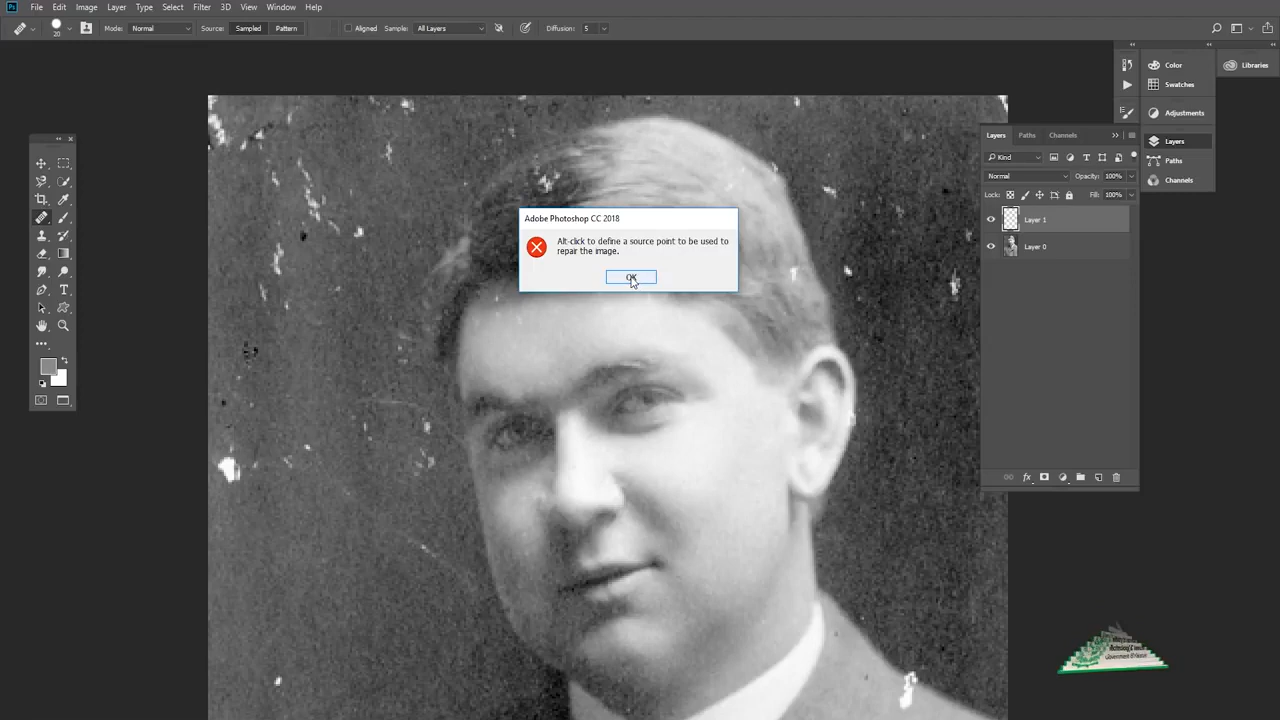 Ps File Edit Image Layer Type Select Filter 3D View Window Help
20 Mode: Normal Source: Sampled Pattern Aligned Sample: All Layers Diffusion: 5
Color
Libraries
Swatches
Adjustments
Layers Paths Channels
Layers
Kind
Paths
Normal Opacity: 100%
Channels
Lock: Fill: 100%
Layer 1
Layer 0
fx
Adobe Photoshop CC 2018
Alt-click to define a source point to be used to
repair the image.
OK